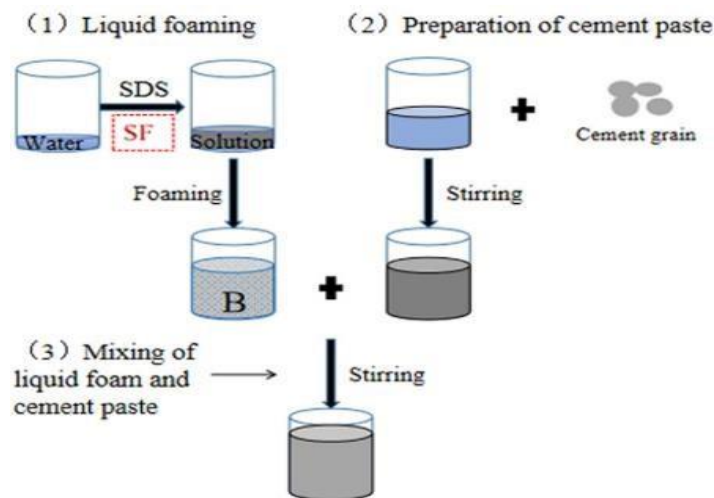 (1) Liquid foaming
(2) Preparation of cement paste
SDS
SF
Water
Solution
Cement grain
Foaming
Stirring
B
(3) Mixing of
liquid foam and
cement paste
Stirring